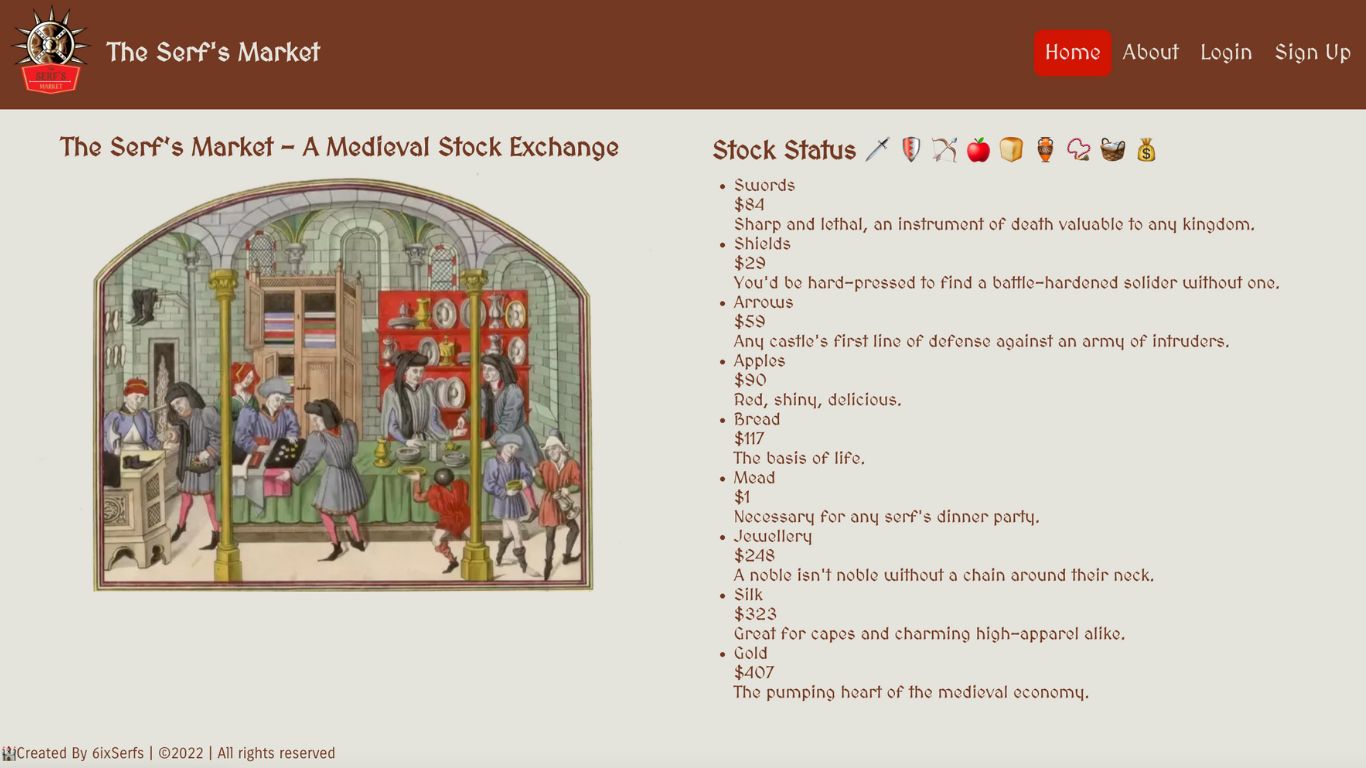 THE
SERF'S
MARKET
The Serf's Market
Home
About
Login
Sign Up
The Serf's Market - A Medieval Stock Exchange
Stock Status
Swords
$84
Sharp and lethal, an instrument of death valuable to any kingdom.
Shields
$29
You'd be hard-pressed to find a battle-hardened solider without one.
Arrows
$59
Any castle's first line of defense against an army of intruders.
Apples
$90
Red, shiny, delicious.
Bread
$117
The basis of life.
Mead
$1
Necessary for any serf's dinner party.
Jewellery
$248
A noble isn't noble without a chain around their neck.
Silk
$323
Great for capes and charming high-apparel alike.
Gold
$407
The pumping heart of the medieval economy.
Created By 6ixSerfs | ©2022 | All rights reserved